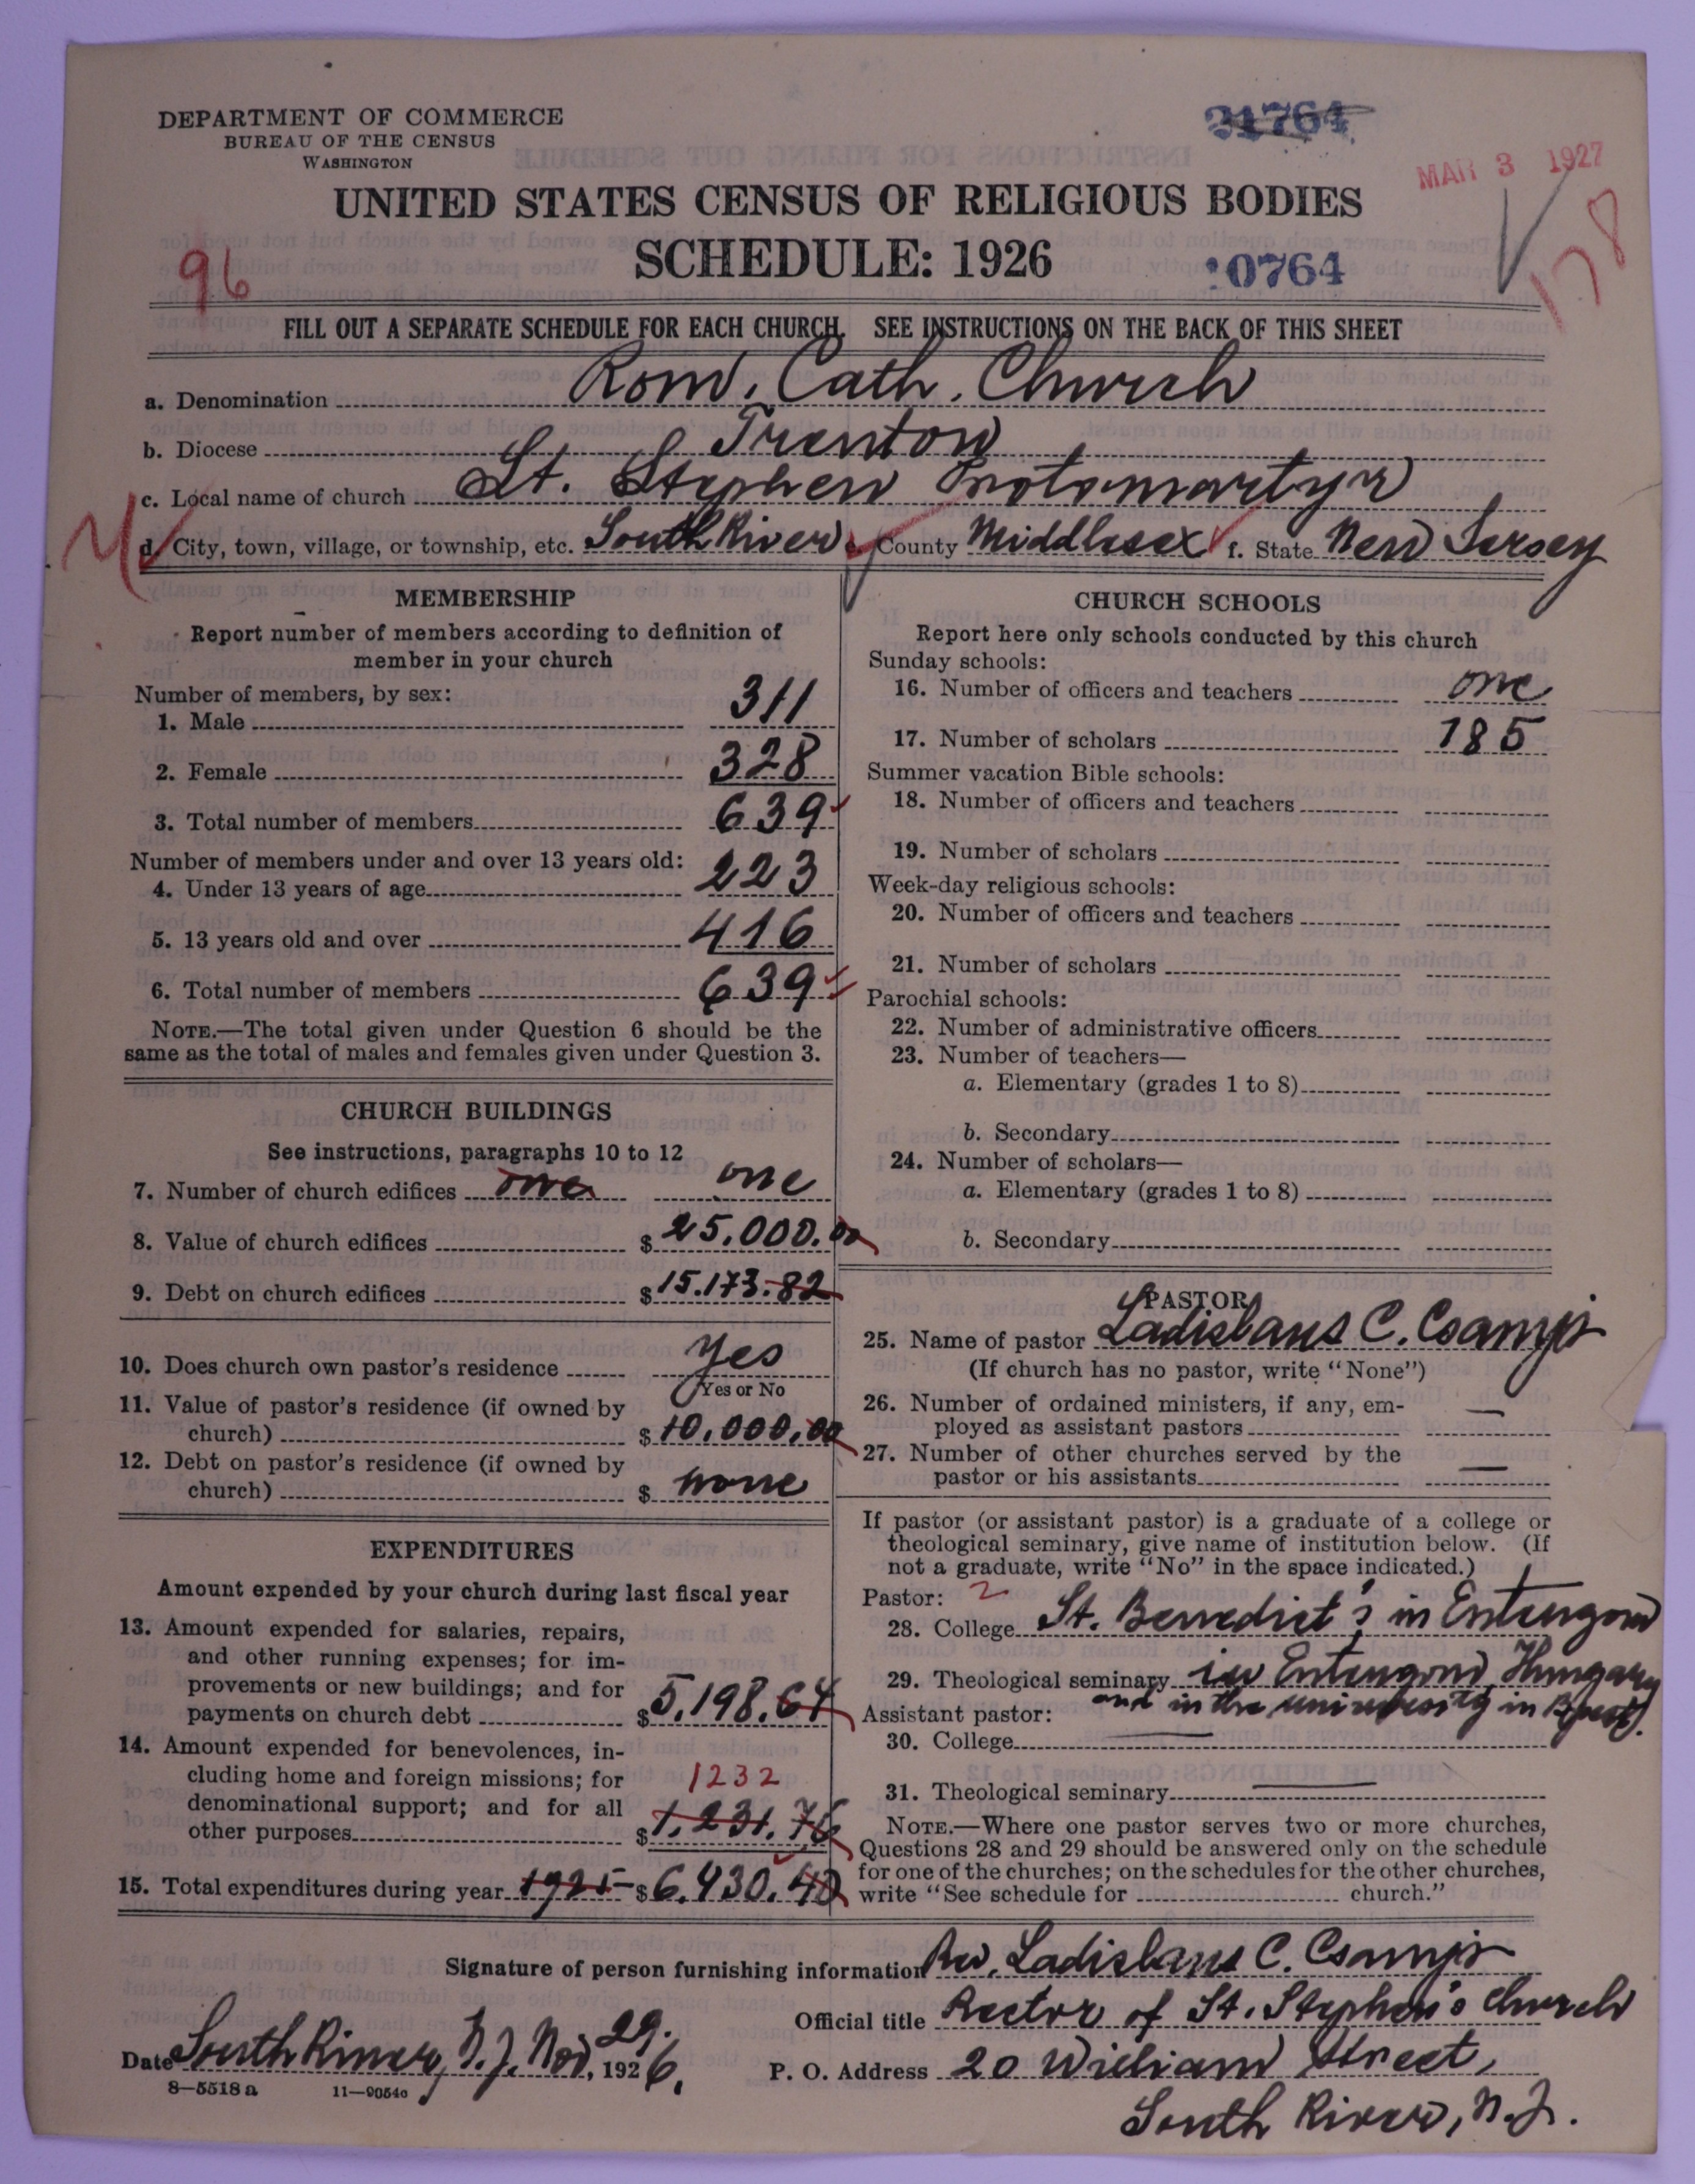 DEPARTMENT OF COMMERCE
BUREAU OF THE CENSUS
WASHINGTON
31764
MAR 3 1927
178
UNITED STATES CENSUS OF RELIGIOUS BODIES
SCHEDULE: 1926
10764
96
FILL OUT A SEPARATE SCHEDULE FOR EACH CHURCH. SEE INSTRUCTIONS ON THE BACK OF THIS SHEET
a. Denomination Rom. Cath. Church
b. Diocese Trenton
c. Local name of church St. Stephen Protomartyr
d. City, town, village, or township, etc. South River e. County Middlesex f. State New Jersey
MEMBERSHIP
Report number of members according to definition of
member in your church
Number of members, by sex:
1. Male 311
2. Female 328
3. Total number of members 639
Number of members under and over 13 years old:
4. Under 13 years of age 223
5. 13 years old and over 416
6. Total number of members 639
NOTE.—The total given under Question 6 should be the
same as the total of males and females given under Question 3.
CHURCH BUILDINGS
See instructions, paragraphs 10 to 12
7. Number of church edifices one one
8. Value of church edifices $ 25,000.00
9. Debt on church edifices $ 15.173.82
10. Does church own pastor's residence Yes
Yes or No
11. Value of pastor's residence (if owned by
church) $ 10,000,00
12. Debt on pastor's residence (if owned by
church) $ none
EXPENDITURES
Amount expended by your church during last fiscal year
13. Amount expended for salaries, repairs,
and other running expenses; for im-
provements or new buildings; and for
payments on church debt $ 5,198.64
14. Amount expended for benevolences, in-
cluding home and foreign missions; for 1232
denominational support; and for all
other purposes $ 1,231.76
15. Total expenditures during year 1925 $ 6,430.40
CHURCH SCHOOLS
Report here only schools conducted by this church
Sunday schools:
16. Number of officers and teachers one
17. Number of scholars 185
Summer vacation Bible schools:
18. Number of officers and teachers
19. Number of scholars
Week-day religious schools:
20. Number of officers and teachers
21. Number of scholars
Parochial schools:
22. Number of administrative officers
23. Number of teachers—
a. Elementary (grades 1 to 8)
b. Secondary
24. Number of scholars—
a. Elementary (grades 1 to 8)
b. Secondary
PASTOR
25. Name of pastor Ladislaus C. Csampi
(If church has no pastor, write "None")
26. Number of ordained ministers, if any, em-
ployed as assistant pastors —
27. Number of other churches served by the
pastor or his assistants —
If pastor (or assistant pastor) is a graduate of a college or
theological seminary, give name of institution below. (If
not a graduate, write "No" in the space indicated.)
Pastor: 2
28. College St. Benedict's in
29. Theological seminary in Hungary
and in the university in
Assistant pastor:
30. College
31. Theological seminary
NOTE.—Where one pastor serves two or more churches,
Questions 28 and 29 should be answered only on the schedule
for one of the churches; on the schedules for the other churches,
write "See schedule for church."
Signature of person furnishing information Rev. Ladislaus C. Csampi
Official title Rector of St. Stephen's church
Date South River, N.J. Nov. 29. , 1926.
P. O. Address 20 William Street,
South River, N.J.
8—5518 a 11—9054o